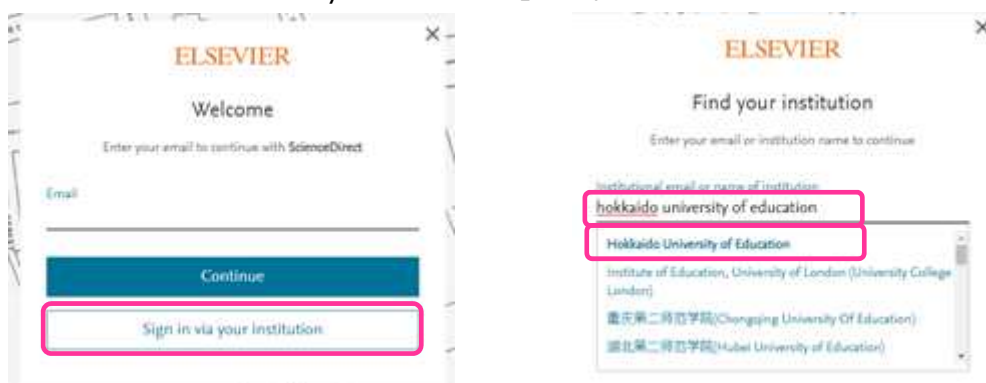 ELSEVIER
Welcome
Enter your email to continue with ScienceDirect
Email
Continue
Sign in via your institution
ELSEVIER
Find your institution
Enter your email or institution name to continue
Institutional email or name of institution
hokkaido university of education
Hokkaido University of Education
Institute of Education, University of London (University College
London)
重庆第二师范学院(Chongqing University Of Education)
湖北第二师范学院(Hubei University of Education)